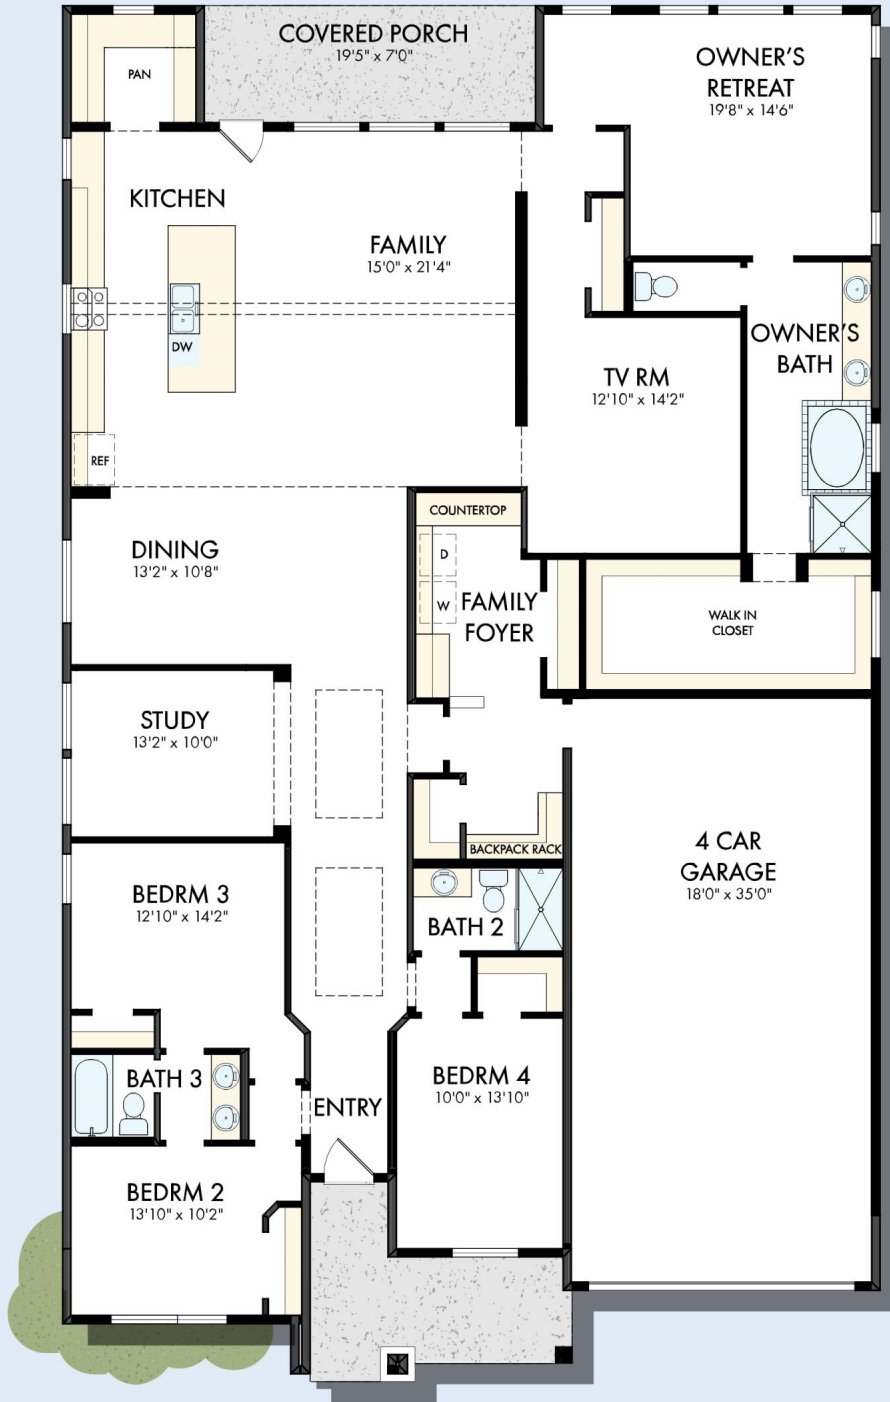 COVERED PORCH
19'5" x 7'0"
OWNER'S
RETREAT
19'8" x 14'6"
PAN
KITCHEN
FAMILY
15'0" x 21'4"
DW
OWNER'S
BATH
TV RM
12'10" x 14'2"
REF
COUNTERTOP
DINING
13'2" x 10'8"
D
W
FAMILY
FOYER
WALK IN
CLOSET
STUDY
13'2" x 10'0"
BACKPACK RACK
4 CAR
GARAGE
18'0" x 35'0"
BEDRM 3
12'10" x 14'2"
BATH 2
BATH 3
BEDRM 4
10'0" x 13'10"
ENTRY
BEDRM 2
13'10" x 10'2"